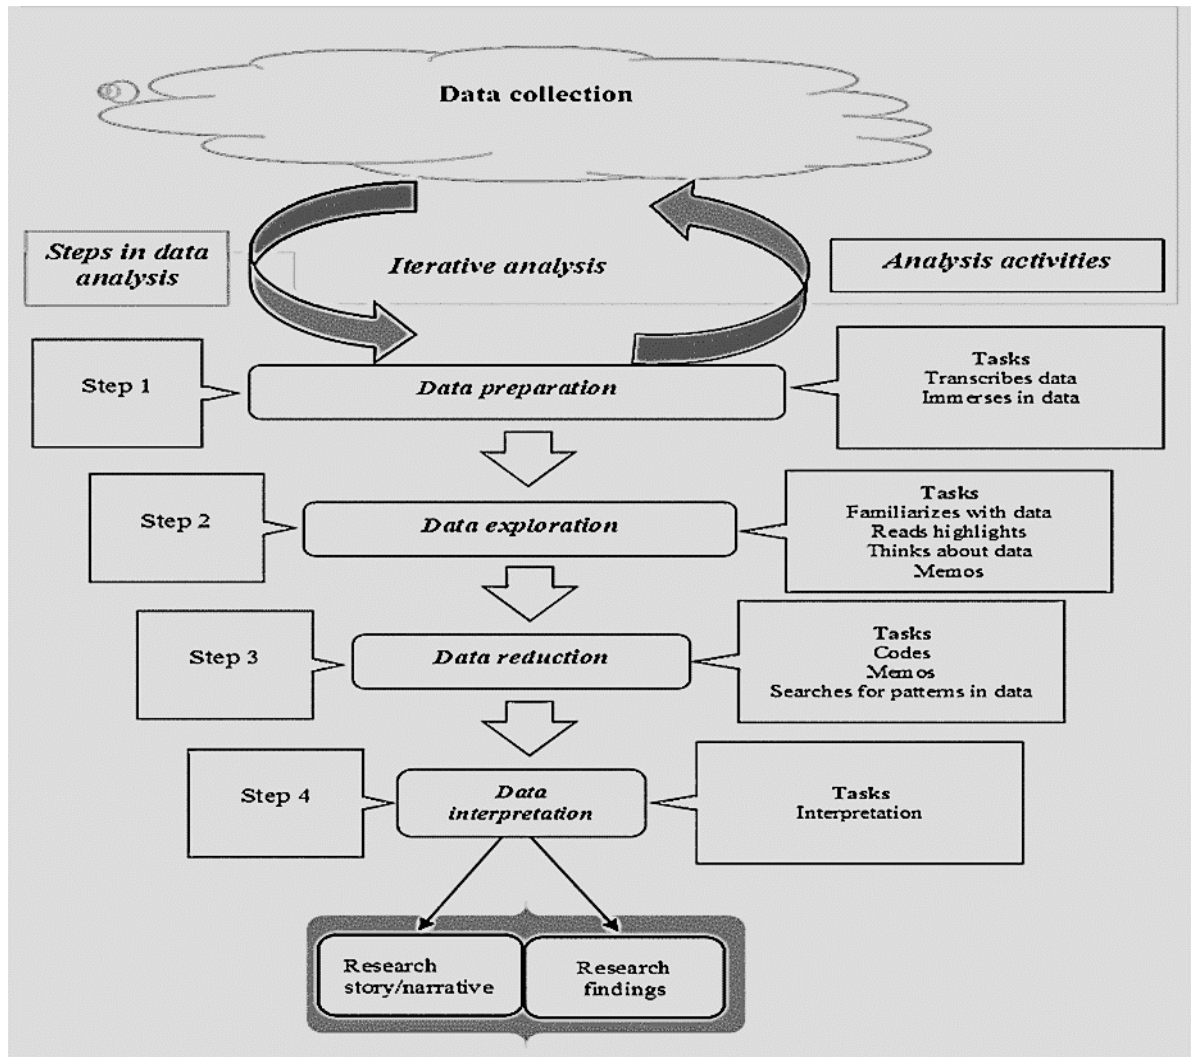 Data collection
Steps in data
analysis
Iterative analysis
Analysis activities
Step 1
Data preparation
Tasks
Transcribes data
Immerses in data
Step 2
Data exploration
Tasks
Familiarizes with data
Reads highlights
Thinks about data
Memos
Step 3
Data reduction
Tasks
Codes
Memos
Searches for patterns in data
Step 4
Data
interpretation
Tasks
Interpretation
Research
story/narrative
Research
findings